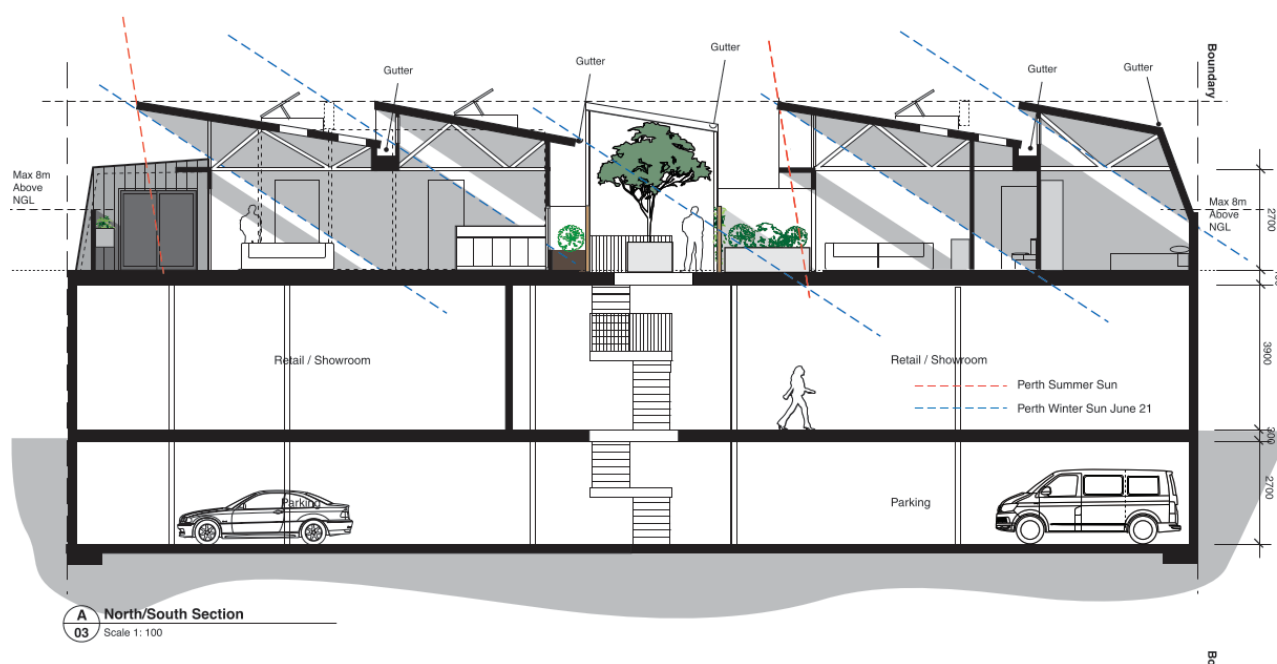 Boundary
Gutter
Gutter
Gutter
Gutter
Gutter
Max 8m
Above
NGL
Max 8m
Above
NGL
2700
Retail / Showroom
Retail / Showroom
3900
Perth Summer Sun
Perth Winter Sun June 21
300
Parking
Parking
2700
A
03
North/South Section
Scale 1: 100